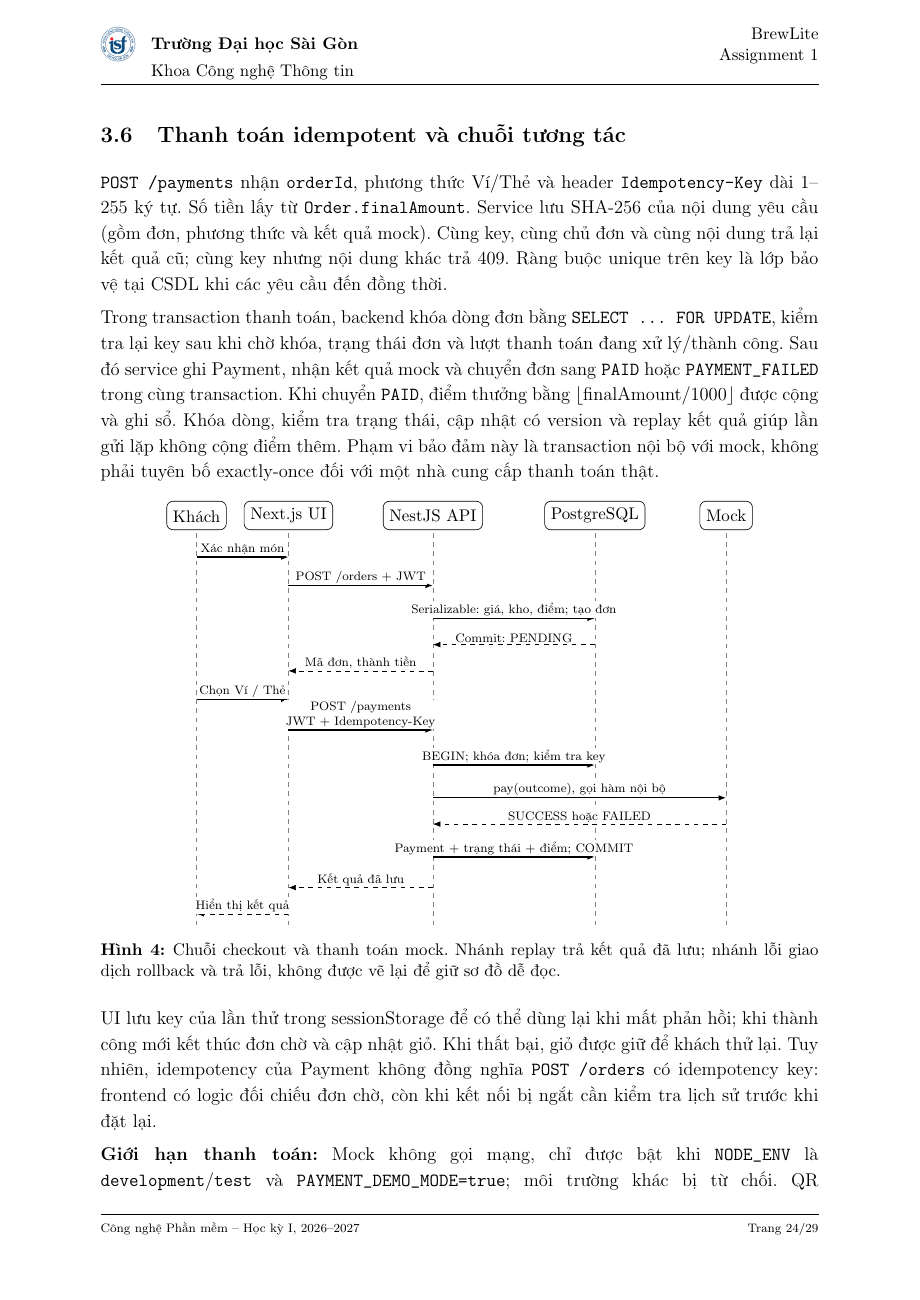 isf
Trường Đại học Sài Gòn
Khoa Công nghệ Thông tin
BrewLite
Assignment 1
3.6 Thanh toán idempotent và chuỗi tương tác
POST /payments nhận orderId, phương thức Ví/Thẻ và header Idempotency-Key dài 1–
255 ký tự. Số tiền lấy từ Order.finalAmount. Service lưu SHA-256 của nội dung yêu cầu
(gồm đơn, phương thức và kết quả mock). Cùng key, cùng chủ đơn và cùng nội dung trả lại
kết quả cũ; cùng key nhưng nội dung khác trả 409. Ràng buộc unique trên key là lớp bảo
vệ tại CSDL khi các yêu cầu đến đồng thời.
Trong transaction thanh toán, backend khóa dòng đơn bằng SELECT ... FOR UPDATE, kiểm
tra lại key sau khi chờ khóa, trạng thái đơn và lượt thanh toán đang xử lý/thành công. Sau
đó service ghi Payment, nhận kết quả mock và chuyển đơn sang PAID hoặc PAYMENT_FAILED
trong cùng transaction. Khi chuyển PAID, điểm thưởng bằng ⌊finalAmount/1000⌋ được cộng
và ghi sổ. Khóa dòng, kiểm tra trạng thái, cập nhật có version và replay kết quả giúp lần
gửi lặp không cộng điểm thêm. Phạm vi bảo đảm này là transaction nội bộ với mock, không
phải tuyên bố exactly-once đối với một nhà cung cấp thanh toán thật.
Khách Next.js UI NestJS API PostgreSQL Mock
Xác nhận món
POST /orders + JWT
Serializable: giá, kho, điểm; tạo đơn
Commit: PENDING
Mã đơn, thành tiền
Chọn Ví / Thẻ
POST /payments
JWT + Idempotency-Key
BEGIN; khóa đơn; kiểm tra key
pay(outcome), gọi hàm nội bộ
SUCCESS hoặc FAILED
Payment + trạng thái + điểm; COMMIT
Kết quả đã lưu
Hiển thị kết quả
Hình 4: Chuỗi checkout và thanh toán mock. Nhánh replay trả kết quả đã lưu; nhánh lỗi giao
dịch rollback và trả lỗi, không được vẽ lại để giữ sơ đồ dễ đọc.
UI lưu key của lần thử trong sessionStorage để có thể dùng lại khi mất phản hồi; khi thành
công mới kết thúc đơn chờ và cập nhật giỏ. Khi thất bại, giỏ được giữ để khách thử lại. Tuy
nhiên, idempotency của Payment không đồng nghĩa POST /orders có idempotency key:
frontend có logic đối chiếu đơn chờ, còn khi kết nối bị ngắt cần kiểm tra lịch sử trước khi
đặt lại.
Giới hạn thanh toán: Mock không gọi mạng, chỉ được bật khi NODE_ENV là
development/test và PAYMENT_DEMO_MODE=true; môi trường khác bị từ chối. QR
Công nghệ Phần mềm – Học kỳ I, 2026–2027
Trang 24/29